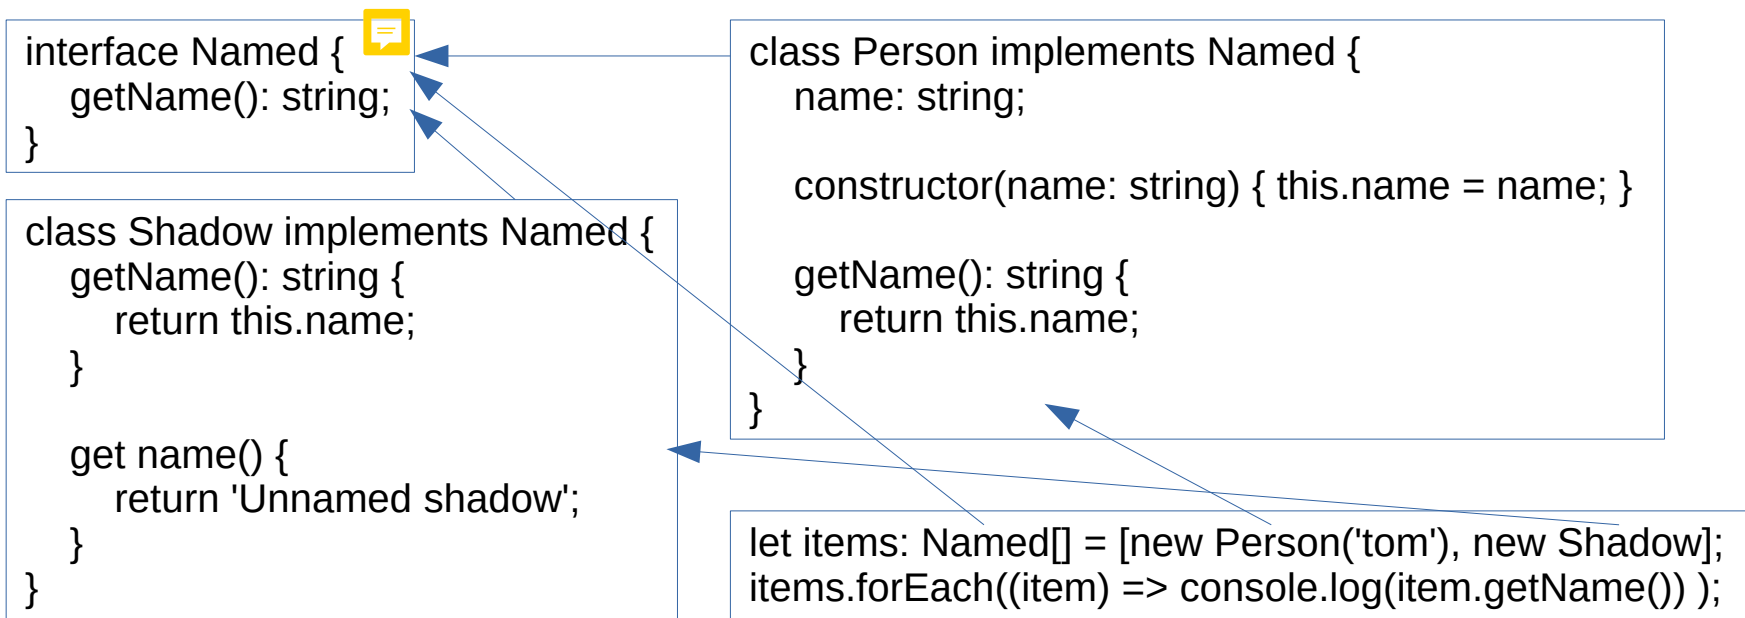 interface Named {
getName(): string;
}
class Shadow implements Named {
getName(): string {
return this.name;
}
get name() {
return 'Unnamed shadow';
}
}
class Person implements Named {
name: string;
constructor(name: string) { this.name = name; }
getName(): string {
return this.name;
}
}
let items: Named[] = [new Person('tom'), new Shadow];
items.forEach((item) => console.log(item.getName()) );